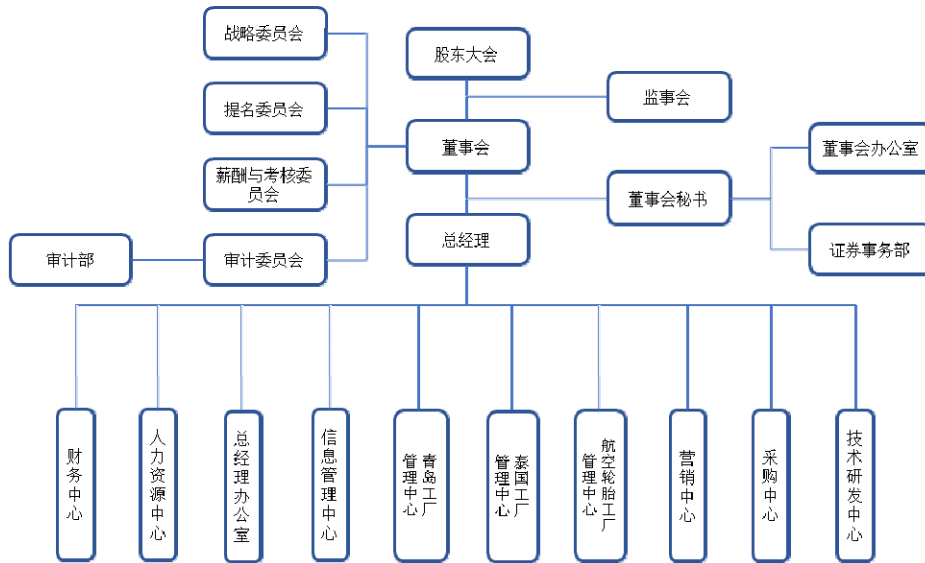 战略委员会
股东大会
监事会
提名委员会
董事会
董事会办公室
薪酬与考核委
员会
董事会秘书
总经理
审计部
审计委员会
证券事务部
财务中心
人力资源中心
总经理办公室
信息管理中心
青岛工厂
管理中心
泰国工厂
管理中心
航空轮胎工厂
管理中心
营销中心
采购中心
技术研发中心